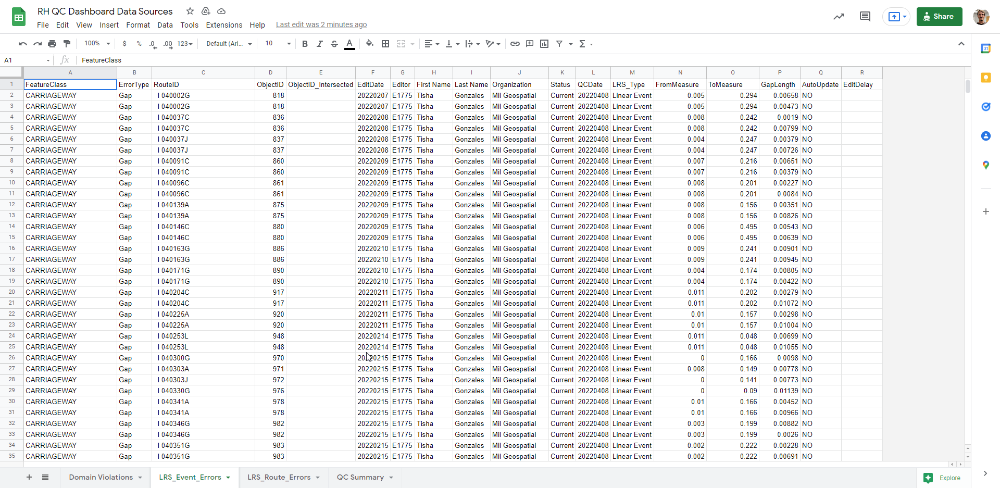 RH QC Dashboard Data Sources
File Edit View Insert Format Data Tools Extensions Help Last edit was 2 minutes ago
Share
100% $ % .0 .00 123 Default (Ari... 10 B I S A
31
A1 fx FeatureClass
A B C D E F G H I J K L M N O P Q R
1 FeatureClass ErrorType RouteID ObjectID ObjectID_Intersected EditDate Editor First Name Last Name Organization Status QCDate LRS_Type FromMeasure ToMeasure GapLength AutoUpdate EditDelay
2 CARRIAGEWAY Gap I 040002G 818 20220207 E1775 Tisha Gonzales Mil Geospatial Current 20220408 Linear Event 0.005 0.294 0.00658 NO
3 CARRIAGEWAY Gap I 040002G 818 20220207 E1775 Tisha Gonzales Mil Geospatial Current 20220408 Linear Event 0.005 0.294 0.00473 NO
4 CARRIAGEWAY Gap I 040037C 836 20220208 E1775 Tisha Gonzales Mil Geospatial Current 20220408 Linear Event 0.008 0.242 0.0019 NO
5 CARRIAGEWAY Gap I 040037C 836 20220208 E1775 Tisha Gonzales Mil Geospatial Current 20220408 Linear Event 0.008 0.242 0.00799 NO
6 CARRIAGEWAY Gap I 040037J 837 20220208 E1775 Tisha Gonzales Mil Geospatial Current 20220408 Linear Event 0.004 0.247 0.00379 NO
7 CARRIAGEWAY Gap I 040037J 837 20220208 E1775 Tisha Gonzales Mil Geospatial Current 20220408 Linear Event 0.004 0.247 0.00726 NO
8 CARRIAGEWAY Gap I 040091C 860 20220209 E1775 Tisha Gonzales Mil Geospatial Current 20220408 Linear Event 0.007 0.216 0.00651 NO
9 CARRIAGEWAY Gap I 040091C 860 20220209 E1775 Tisha Gonzales Mil Geospatial Current 20220408 Linear Event 0.007 0.216 0.00379 NO
10 CARRIAGEWAY Gap I 040096C 861 20220209 E1775 Tisha Gonzales Mil Geospatial Current 20220408 Linear Event 0.008 0.201 0.00227 NO
11 CARRIAGEWAY Gap I 040096C 861 20220209 E1775 Tisha Gonzales Mil Geospatial Current 20220408 Linear Event 0.008 0.201 0.0084 NO
12 CARRIAGEWAY Gap I 040139A 875 20220209 E1775 Tisha Gonzales Mil Geospatial Current 20220408 Linear Event 0.008 0.156 0.00351 NO
13 CARRIAGEWAY Gap I 040139A 875 20220209 E1775 Tisha Gonzales Mil Geospatial Current 20220408 Linear Event 0.008 0.156 0.00826 NO
14 CARRIAGEWAY Gap I 040146C 880 20220209 E1775 Tisha Gonzales Mil Geospatial Current 20220408 Linear Event 0.006 0.495 0.00543 NO
15 CARRIAGEWAY Gap I 040146C 880 20220209 E1775 Tisha Gonzales Mil Geospatial Current 20220408 Linear Event 0.006 0.495 0.00639 NO
16 CARRIAGEWAY Gap I 040163G 886 20220210 E1775 Tisha Gonzales Mil Geospatial Current 20220408 Linear Event 0.009 0.241 0.00901 NO
17 CARRIAGEWAY Gap I 040163G 886 20220210 E1775 Tisha Gonzales Mil Geospatial Current 20220408 Linear Event 0.009 0.241 0.00945 NO
18 CARRIAGEWAY Gap I 040171G 890 20220210 E1775 Tisha Gonzales Mil Geospatial Current 20220408 Linear Event 0.004 0.174 0.00805 NO
19 CARRIAGEWAY Gap I 040171G 890 20220210 E1775 Tisha Gonzales Mil Geospatial Current 20220408 Linear Event 0.004 0.174 0.00422 NO
20 CARRIAGEWAY Gap I 040204C 917 20220211 E1775 Tisha Gonzales Mil Geospatial Current 20220408 Linear Event 0.011 0.202 0.00279 NO
21 CARRIAGEWAY Gap I 040204C 917 20220211 E1775 Tisha Gonzales Mil Geospatial Current 20220408 Linear Event 0.011 0.202 0.01072 NO
22 CARRIAGEWAY Gap I 040225A 920 20220211 E1775 Tisha Gonzales Mil Geospatial Current 20220408 Linear Event 0.01 0.157 0.00298 NO
23 CARRIAGEWAY Gap I 040225A 920 20220211 E1775 Tisha Gonzales Mil Geospatial Current 20220408 Linear Event 0.01 0.157 0.01004 NO
24 CARRIAGEWAY Gap I 040253L 948 20220214 E1775 Tisha Gonzales Mil Geospatial Current 20220408 Linear Event 0.011 0.048 0.00699 NO
25 CARRIAGEWAY Gap I 040253L 948 20220214 E1775 Tisha Gonzales Mil Geospatial Current 20220408 Linear Event 0.011 0.048 0.01055 NO
26 CARRIAGEWAY Gap I 040300G 970 20220215 E1775 Tisha Gonzales Mil Geospatial Current 20220408 Linear Event 0 0.166 0.0098 NO
27 CARRIAGEWAY Gap I 040303A 971 20220215 E1775 Tisha Gonzales Mil Geospatial Current 20220408 Linear Event 0.008 0.149 0.00778 NO
28 CARRIAGEWAY Gap I 040303J 972 20220215 E1775 Tisha Gonzales Mil Geospatial Current 20220408 Linear Event 0 0.141 0.00773 NO
29 CARRIAGEWAY Gap I 040330G 976 20220215 E1775 Tisha Gonzales Mil Geospatial Current 20220408 Linear Event 0 0.09 0.01139 NO
30 CARRIAGEWAY Gap I 040341A 978 20220215 E1775 Tisha Gonzales Mil Geospatial Current 20220408 Linear Event 0.01 0.166 0.00452 NO
31 CARRIAGEWAY Gap I 040341A 978 20220215 E1775 Tisha Gonzales Mil Geospatial Current 20220408 Linear Event 0.01 0.166 0.00966 NO
32 CARRIAGEWAY Gap I 040346G 982 20220215 E1775 Tisha Gonzales Mil Geospatial Current 20220408 Linear Event 0.003 0.199 0.00882 NO
33 CARRIAGEWAY Gap I 040346G 982 20220215 E1775 Tisha Gonzales Mil Geospatial Current 20220408 Linear Event 0.003 0.199 0.0026 NO
34 CARRIAGEWAY Gap I 040351G 983 20220215 E1775 Tisha Gonzales Mil Geospatial Current 20220408 Linear Event 0.002 0.222 0.00228 NO
35 CARRIAGEWAY Gap I 040351G 983 20220215 E1775 Tisha Gonzales Mil Geospatial Current 20220408 Linear Event 0.002 0.222 0.00691 NO
Domain Violations LRS_Event_Errors LRS_Route_Errors QC Summary Explore